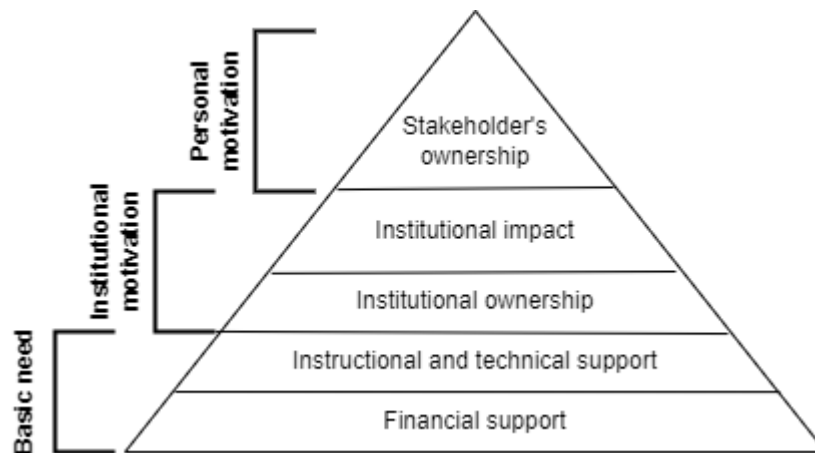 Personal
motivation
Stakeholder's
ownership
Institutional
motivation
Institutional impact
Institutional ownership
Basic need
Instructional and technical support
Financial support